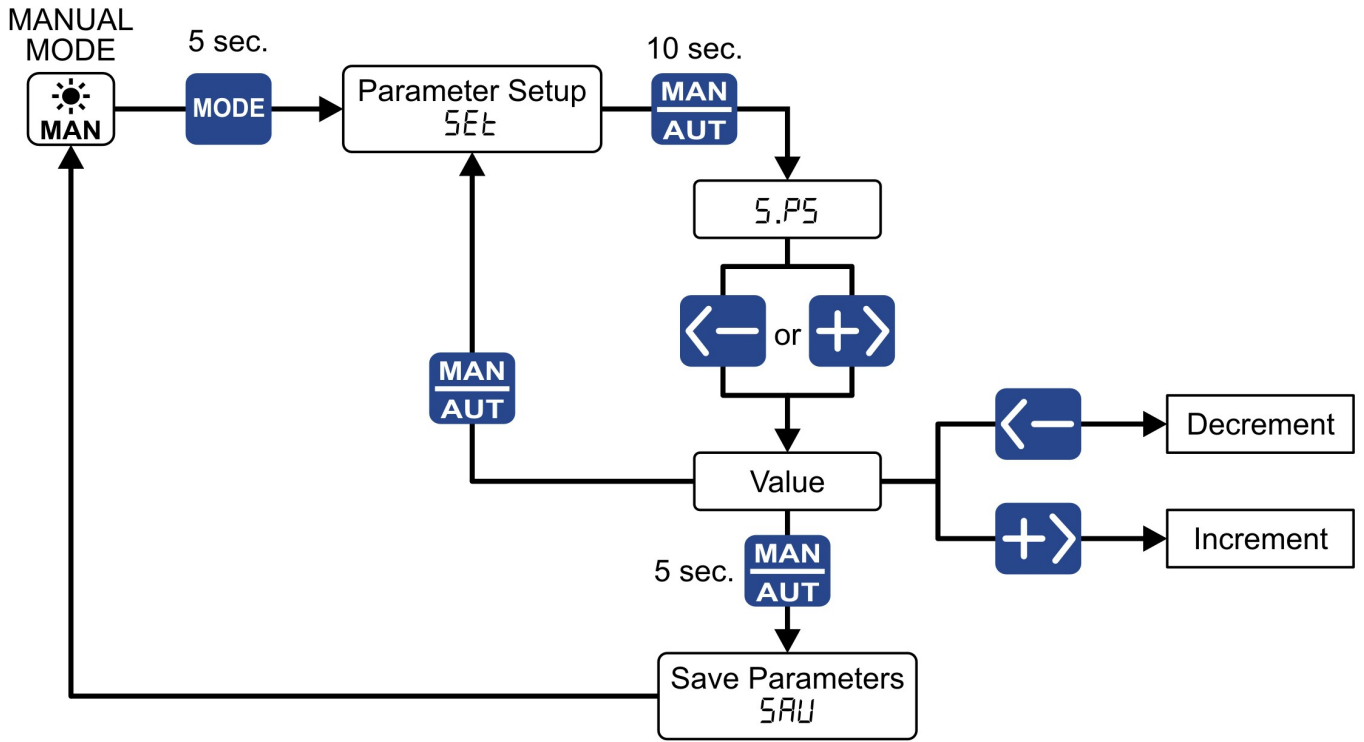 MANUAL
MODE
5 sec.
10 sec.
MAN
MODE
Parameter Setup
SEt
MAN
AUT
S.PS
or
MAN
AUT
Value
Decrement
Increment
5 sec.
MAN
AUT
Save Parameters
SAU